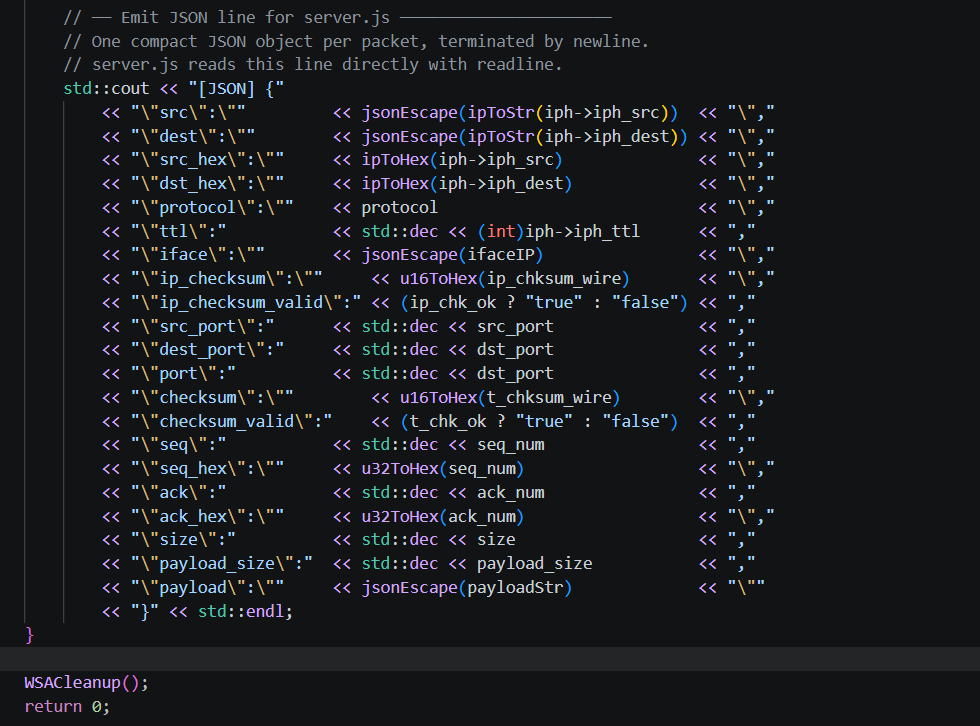 // —— Emit JSON line for server.js ——————————————————————
// One compact JSON object per packet, terminated by newline.
// server.js reads this line directly with readline.
std::cout << "[JSON] {"
<< "\"src\":\"" << jsonEscape(ipToStr(iph->iph_src)) << "\","
<< "\"dest\":\"" << jsonEscape(ipToStr(iph->iph_dest)) << "\","
<< "\"src_hex\":\"" << ipToHex(iph->iph_src) << "\","
<< "\"dst_hex\":\"" << ipToHex(iph->iph_dest) << "\","
<< "\"protocol\":\"" << protocol << "\","
<< "\"ttl\":" << std::dec << (int)iph->iph_ttl << ","
<< "\"iface\":\"" << jsonEscape(ifaceIP) << "\","
<< "\"ip_checksum\":\"" << u16ToHex(ip_chksum_wire) << "\","
<< "\"ip_checksum_valid\":" << (ip_chk_ok ? "true" : "false") << ","
<< "\"src_port\":" << std::dec << src_port << ","
<< "\"dest_port\":" << std::dec << dst_port << ","
<< "\"port\":" << std::dec << dst_port << ","
<< "\"checksum\":\"" << u16ToHex(t_chksum_wire) << "\","
<< "\"checksum_valid\":" << (t_chk_ok ? "true" : "false") << ","
<< "\"seq\":" << std::dec << seq_num << ","
<< "\"seq_hex\":\"" << u32ToHex(seq_num) << "\","
<< "\"ack\":" << std::dec << ack_num << ","
<< "\"ack_hex\":\"" << u32ToHex(ack_num) << "\","
<< "\"size\":" << std::dec << size << ","
<< "\"payload_size\":" << std::dec << payload_size << ","
<< "\"payload\":\"" << jsonEscape(payloadStr) << "\""
<< "}" << std::endl;
}
WSACleanup();
return 0;